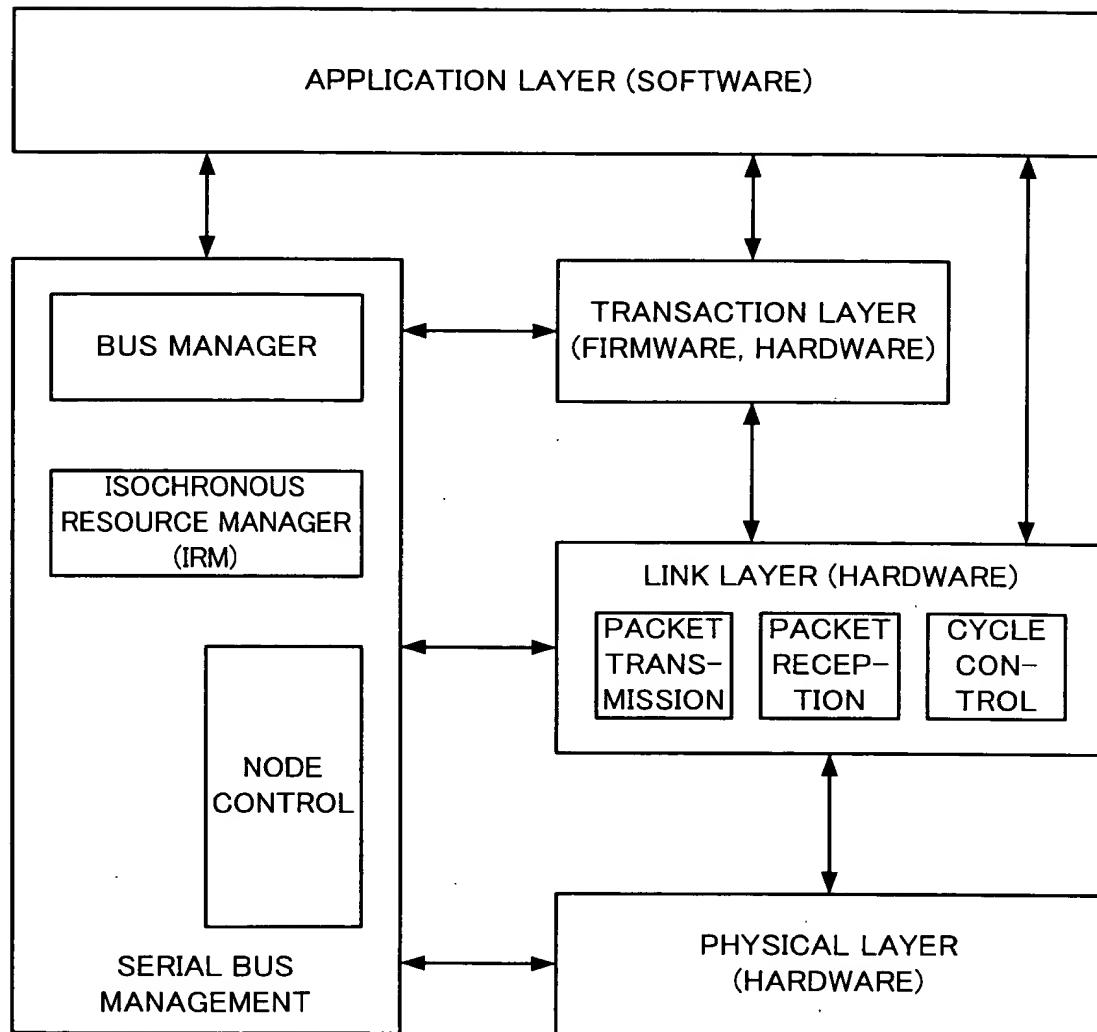 APPLICATION LAYER (SOFTWARE)
BUS MANAGER
ISOCHRONOUS
RESOURCE MANAGER
(IRM)
NODE
CONTROL
SERIAL BUS
MANAGEMENT
TRANSACTION LAYER
(FIRMWARE, HARDWARE)
LINK LAYER (HARDWARE)
PACKET
TRANS-
MISSION
PACKET
RECEP-
TION
CYCLE
CON-
TROL
PHYSICAL LAYER
(HARDWARE)